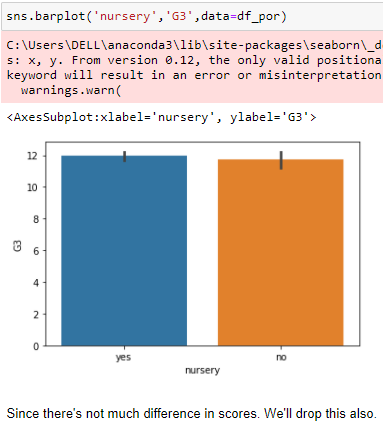 sns.barplot('nursery','G3',data=df_por)
C:\Users\DELL\anaconda3\lib\site-packages\seaborn\_d
s: x, y. From version 0.12, the only valid positiona
keyword will result in an error or misinterpretation
warnings.warn(
<AxesSubplot:xlabel='nursery', ylabel='G3'>
12
10
8
6
4
2
0
G3
yes no
nursery
Since there's not much difference in scores. We'll drop this also.